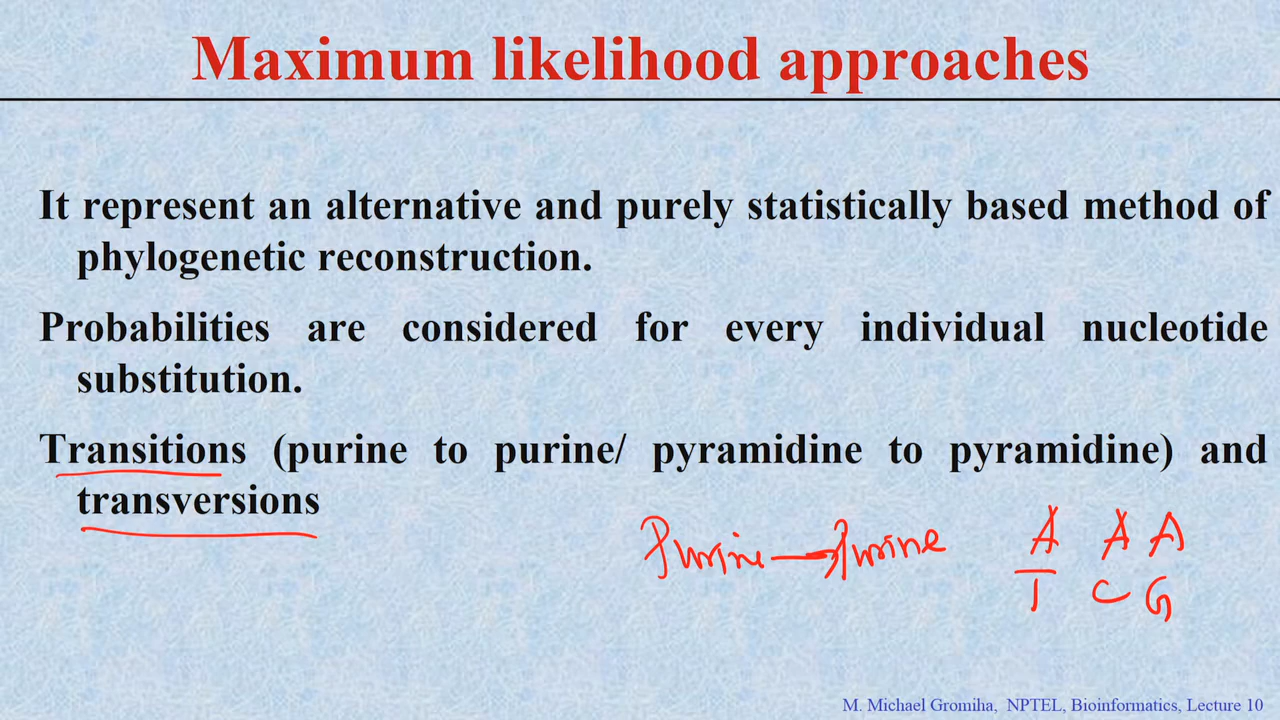 Maximum likelihood approaches
It represent an alternative and purely statistically based method of
phylogenetic reconstruction.
Probabilities are considered for every individual nucleotide
substitution.
Transitions (purine to purine/ pyramidine to pyramidine) and
transversions
Purine → Purine A A A
T C G
M. Michael Gromiha, NPTEL, Bioinformatics, Lecture 10